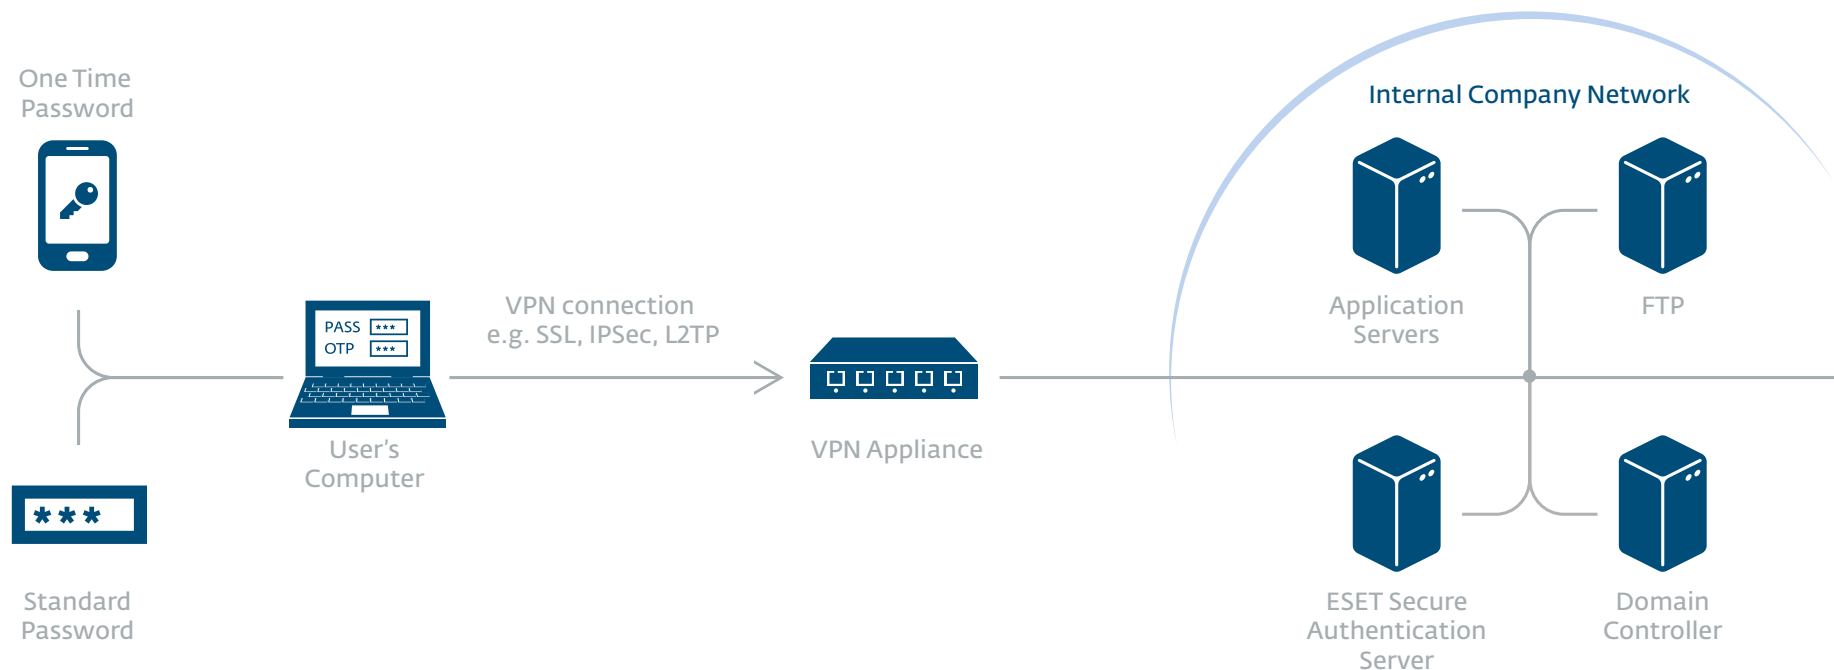 One Time
Password
PASS ***
OTP ***
***
Standard
Password
User's
Computer
VPN connection
e.g. SSL, IPSec, L2TP
VPN Appliance
Internal Company Network
Application
Servers
FTP
ESET Secure
Authentication
Server
Domain
Controller